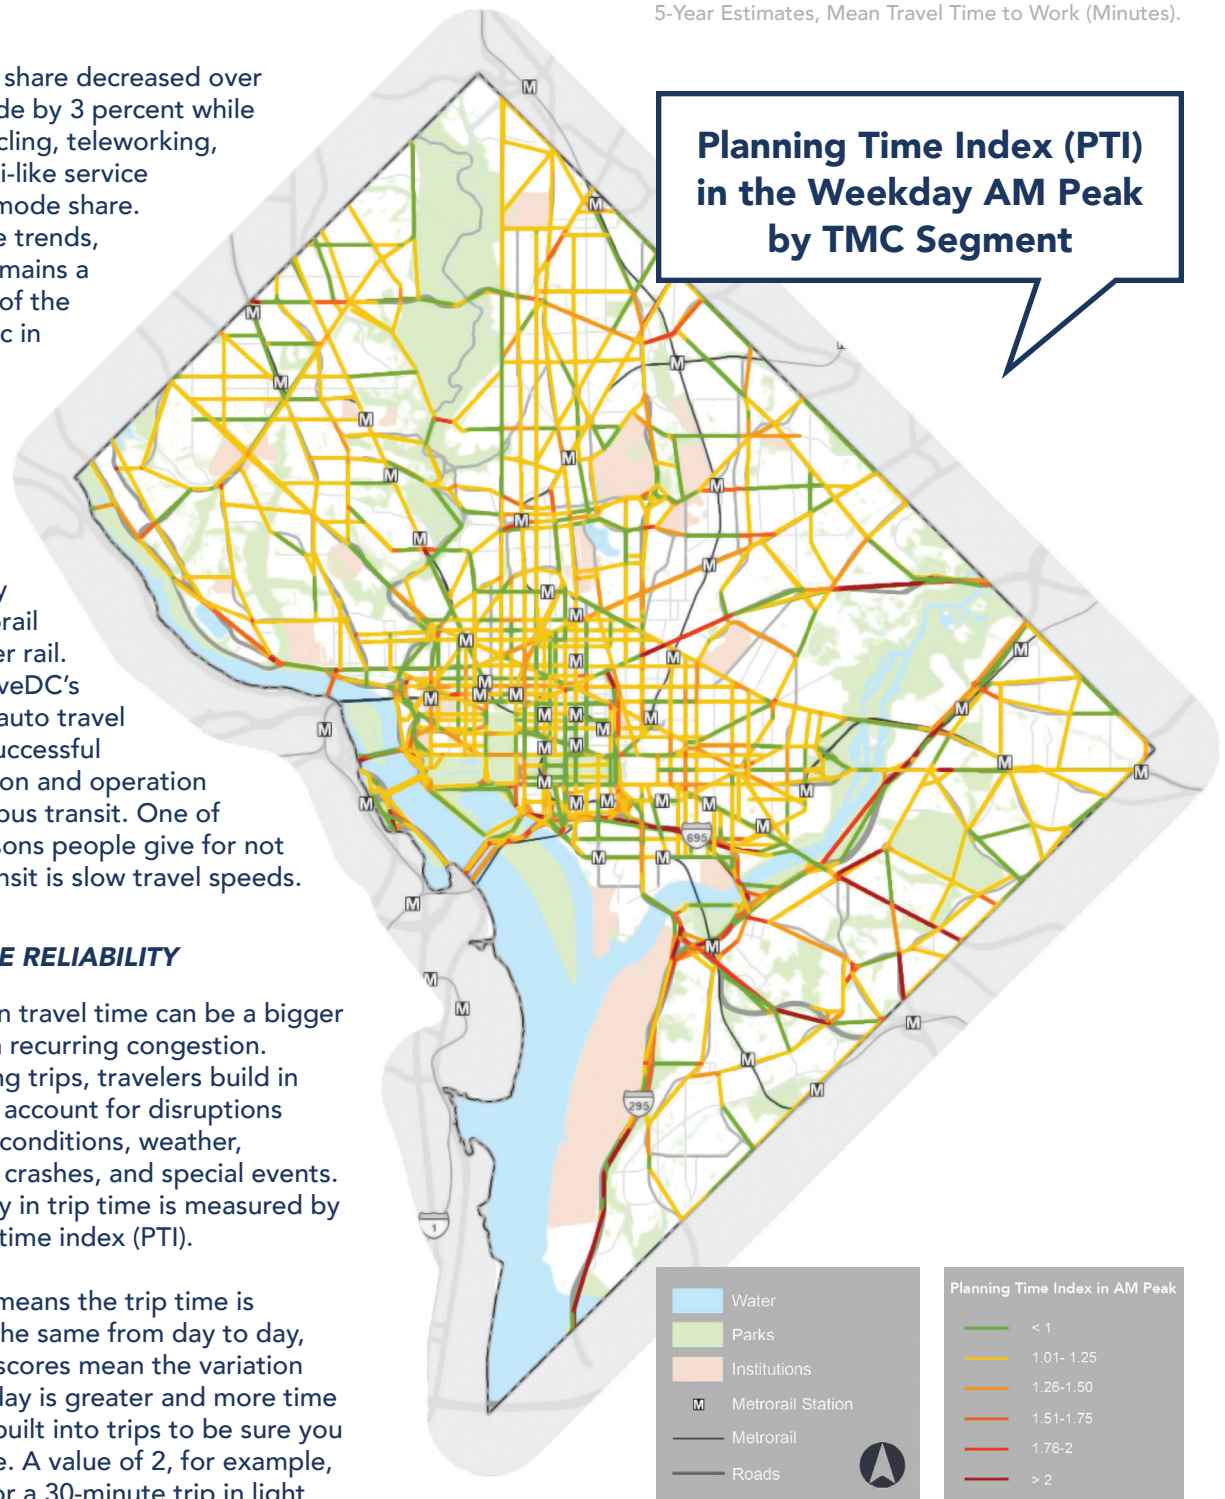 5-Year Estimates, Mean Travel Time to Work (Minutes).
share decreased over
de by 3 percent while
cling, teleworking,
i-like service
mode share.
e trends,
mains a
of the
c in
y
rail
er rail.
veDC's
auto travel
uccessful
on and operation
ous transit. One of
sons people give for not
nsit is slow travel speeds.
E RELIABILITY
n travel time can be a bigger
n recurring congestion.
ng trips, travelers build in
account for disruptions
conditions, weather,
crashes, and special events.
y in trip time is measured by
time index (PTI).
means the trip time is
he same from day to day,
scores mean the variation
day is greater and more time
built into trips to be sure you
e. A value of 2, for example,
or a 30-minute trip in light
Planning Time Index (PTI)
in the Weekday AM Peak
by TMC Segment
695
295
1
Water
Parks
Institutions
M Metrorail Station
Metrorail
Roads
Planning Time Index in AM Peak
< 1
1.01- 1.25
1.26-1.50
1.51-1.75
1.76-2
> 2